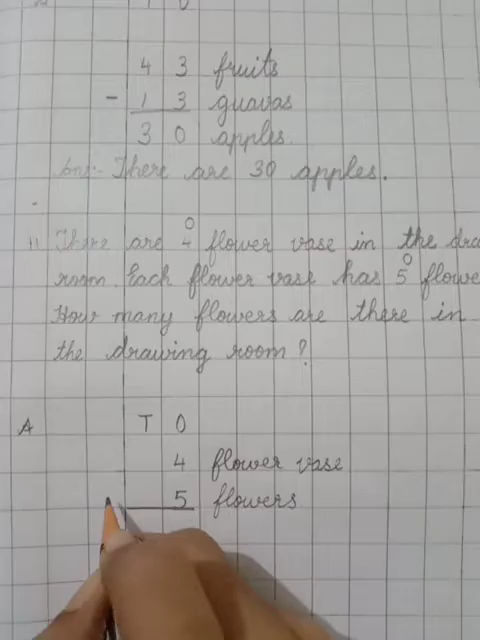 4 3 fruits
- 1 3 guavas
3 0 apples
Ans:- There are 30 apples.
O
11 There are 4 flower vase in the
O
room. Each flower vase has 5
How many flowers are there in
the drawing room?
A T O
4 flower vase
5 flowers